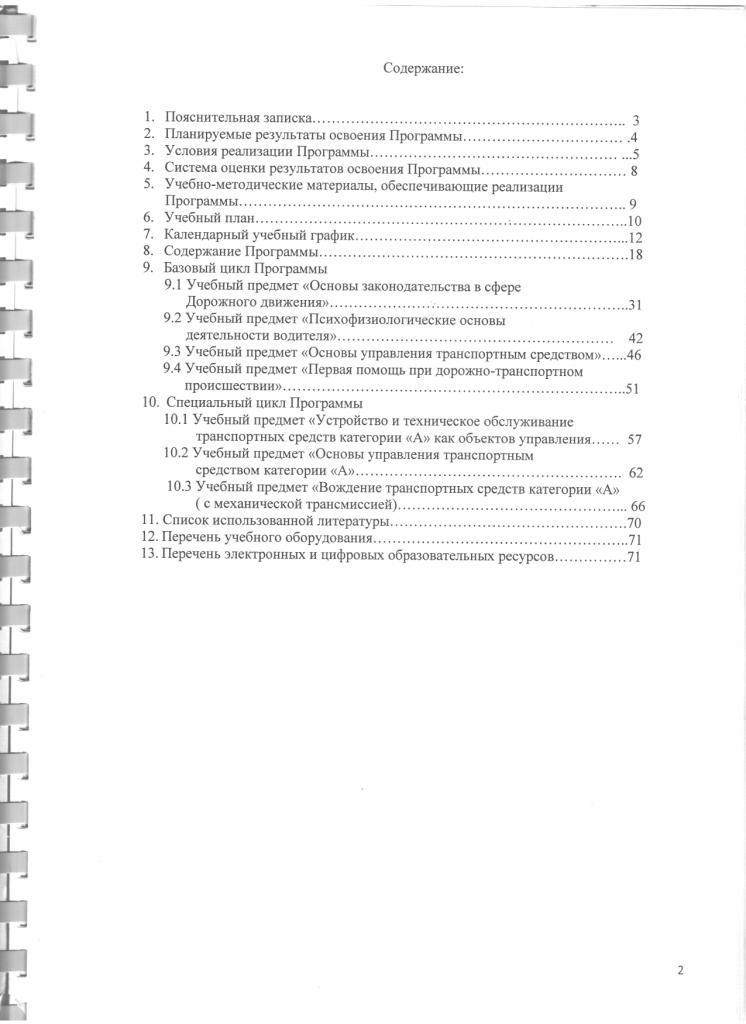 Содержание:
1. Пояснительная записка…………………………………………….. 3
2. Планируемые результаты освоения Программы……………………… .4
3. Условия реализации Программы…………………………………… ...5
4. Система оценки результатов освоения Программы…………………… 8
5. Учебно-методические материалы, обеспечивающие реализации
Программы………………………………………………………… 9
6. Учебный план……………………………………………………...10
7. Календарный учебный график………………………………………...12
8. Содержание Программы……………………………………………..18
9. Базовый цикл Программы
9.1 Учебный предмет «Основы законодательства в сфере
Дорожного движения»……………………………………………..31
9.2 Учебный предмет «Психофизиологические основы
деятельности водителя»………………………………………… 42
9.3 Учебный предмет «Основы управления транспортным средством»…...46
9.4 Учебный предмет «Первая помощь при дорожно-транспортном
происшествии»…………………………………………………..51
10. Специальный цикл Программы
10.1 Учебный предмет «Устройство и техническое обслуживание
транспортных средств категории «А» как объектов управления…... 57
10.2 Учебный предмет «Основы управления транспортным
средством категории «А»………………………………………… 62
10.3 Учебный предмет «Вождение транспортных средств категории «А»
( с механической трансмиссией)…………………………………... 66
11. Список использованной литературы…………………………………..70
12. Перечень учебного оборудования……………………………………..71
13. Перечень электронных и цифровых образовательных ресурсов…………71
2